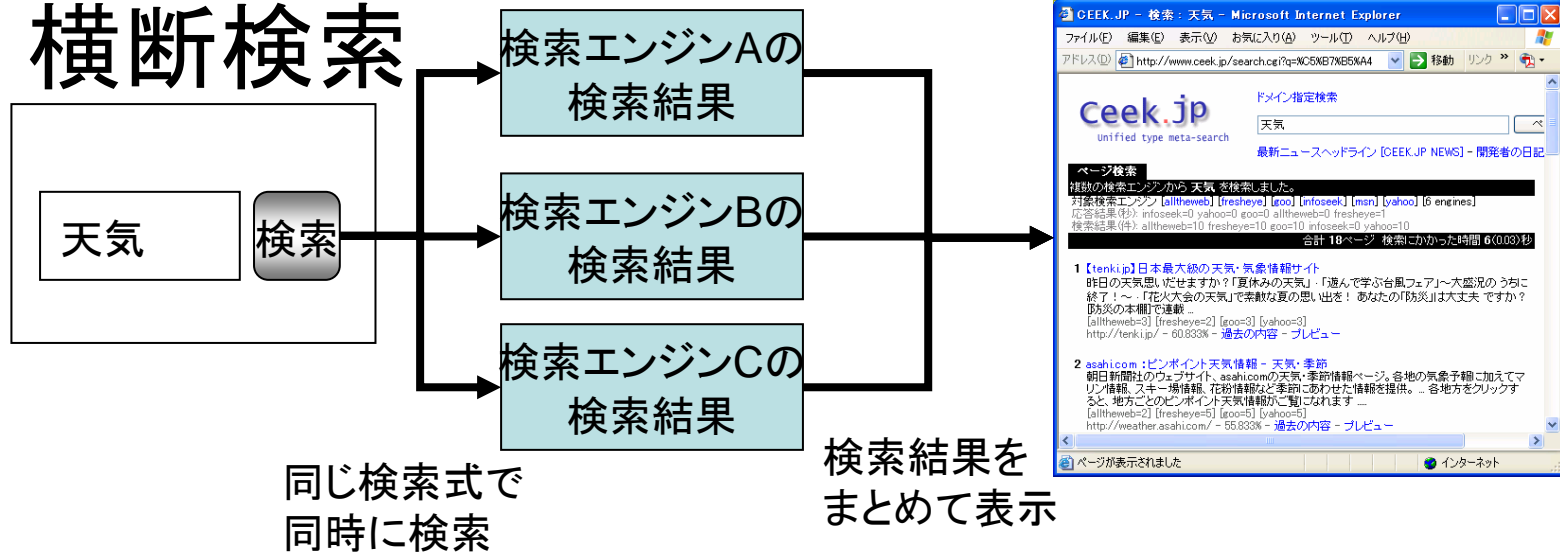 横断検索
天気
検索
検索エンジンAの
検索結果
検索エンジンBの
検索結果
検索エンジンCの
検索結果
同じ検索式で
同時に検索
検索結果を
まとめて表示
CEEK.JP - 検索 : 天気 - Microsoft Internet Explorer
ファイル(F) 編集(E) 表示(V) お気に入り(A) ツール(T) ヘルプ(H)
アドレス(D) http://www.ceek.jp/search.cgi?q=%C5%B7%B5%A4 移動 リンク »
ceek.jp
Unified type meta-search
ドメイン指定検索
天気
ペ
最新ニュースヘッドライン [CEEK.JP NEWS] - 開発者の日記
ページ検索
複数の検索エンジンから 天気 を検索しました。
対象検索エンジン [alltheweb] [fresheye] [goo] [infoseek] [msn] [yahoo] [6 engines]
応答結果(秒): infoseek=0 yahoo=0 goo=0 alltheweb=0 fresheye=1
検索結果(件): alltheweb=10 fresheye=10 goo=10 infoseek=0 yahoo=10
合計 18ページ 検索にかかった時間 6(0.03)秒
1 【tenki.jp】日本最大級の天気・気象情報サイト
昨日の天気思いだせますか？「夏休みの天気」・「遊んで学ぶ台風フェア」～大盛況の うちに
終了！～・「花火大会の天気」で素敵な夏の思い出を！ あなたの「防災」は大丈夫 ですか？
「防災の本棚」で連載 ...
[alltheweb=3] [fresheye=2] [goo=3] [yahoo=3]
http://tenki.jp/ - 60.833% - 過去の内容 - プレビュー
2 asahi.com：ピンポイント天気情報 - 天気・季節
朝日新聞社のウェブサイト、asahi.comの天気・季節情報ページ。各地の気象予報に加えてマ
リン情報、スキー場情報、花粉情報など季節にあわせた情報を提供。 ... 各地方をクリックす
ると、地方ごとのピンポイント天気情報がご覧になれます ...
[alltheweb=2] [fresheye=5] [goo=5] [yahoo=5]
http://weather.asahi.com/ - 55.833% - 過去の内容 - プレビュー
ページが表示されました
インターネット